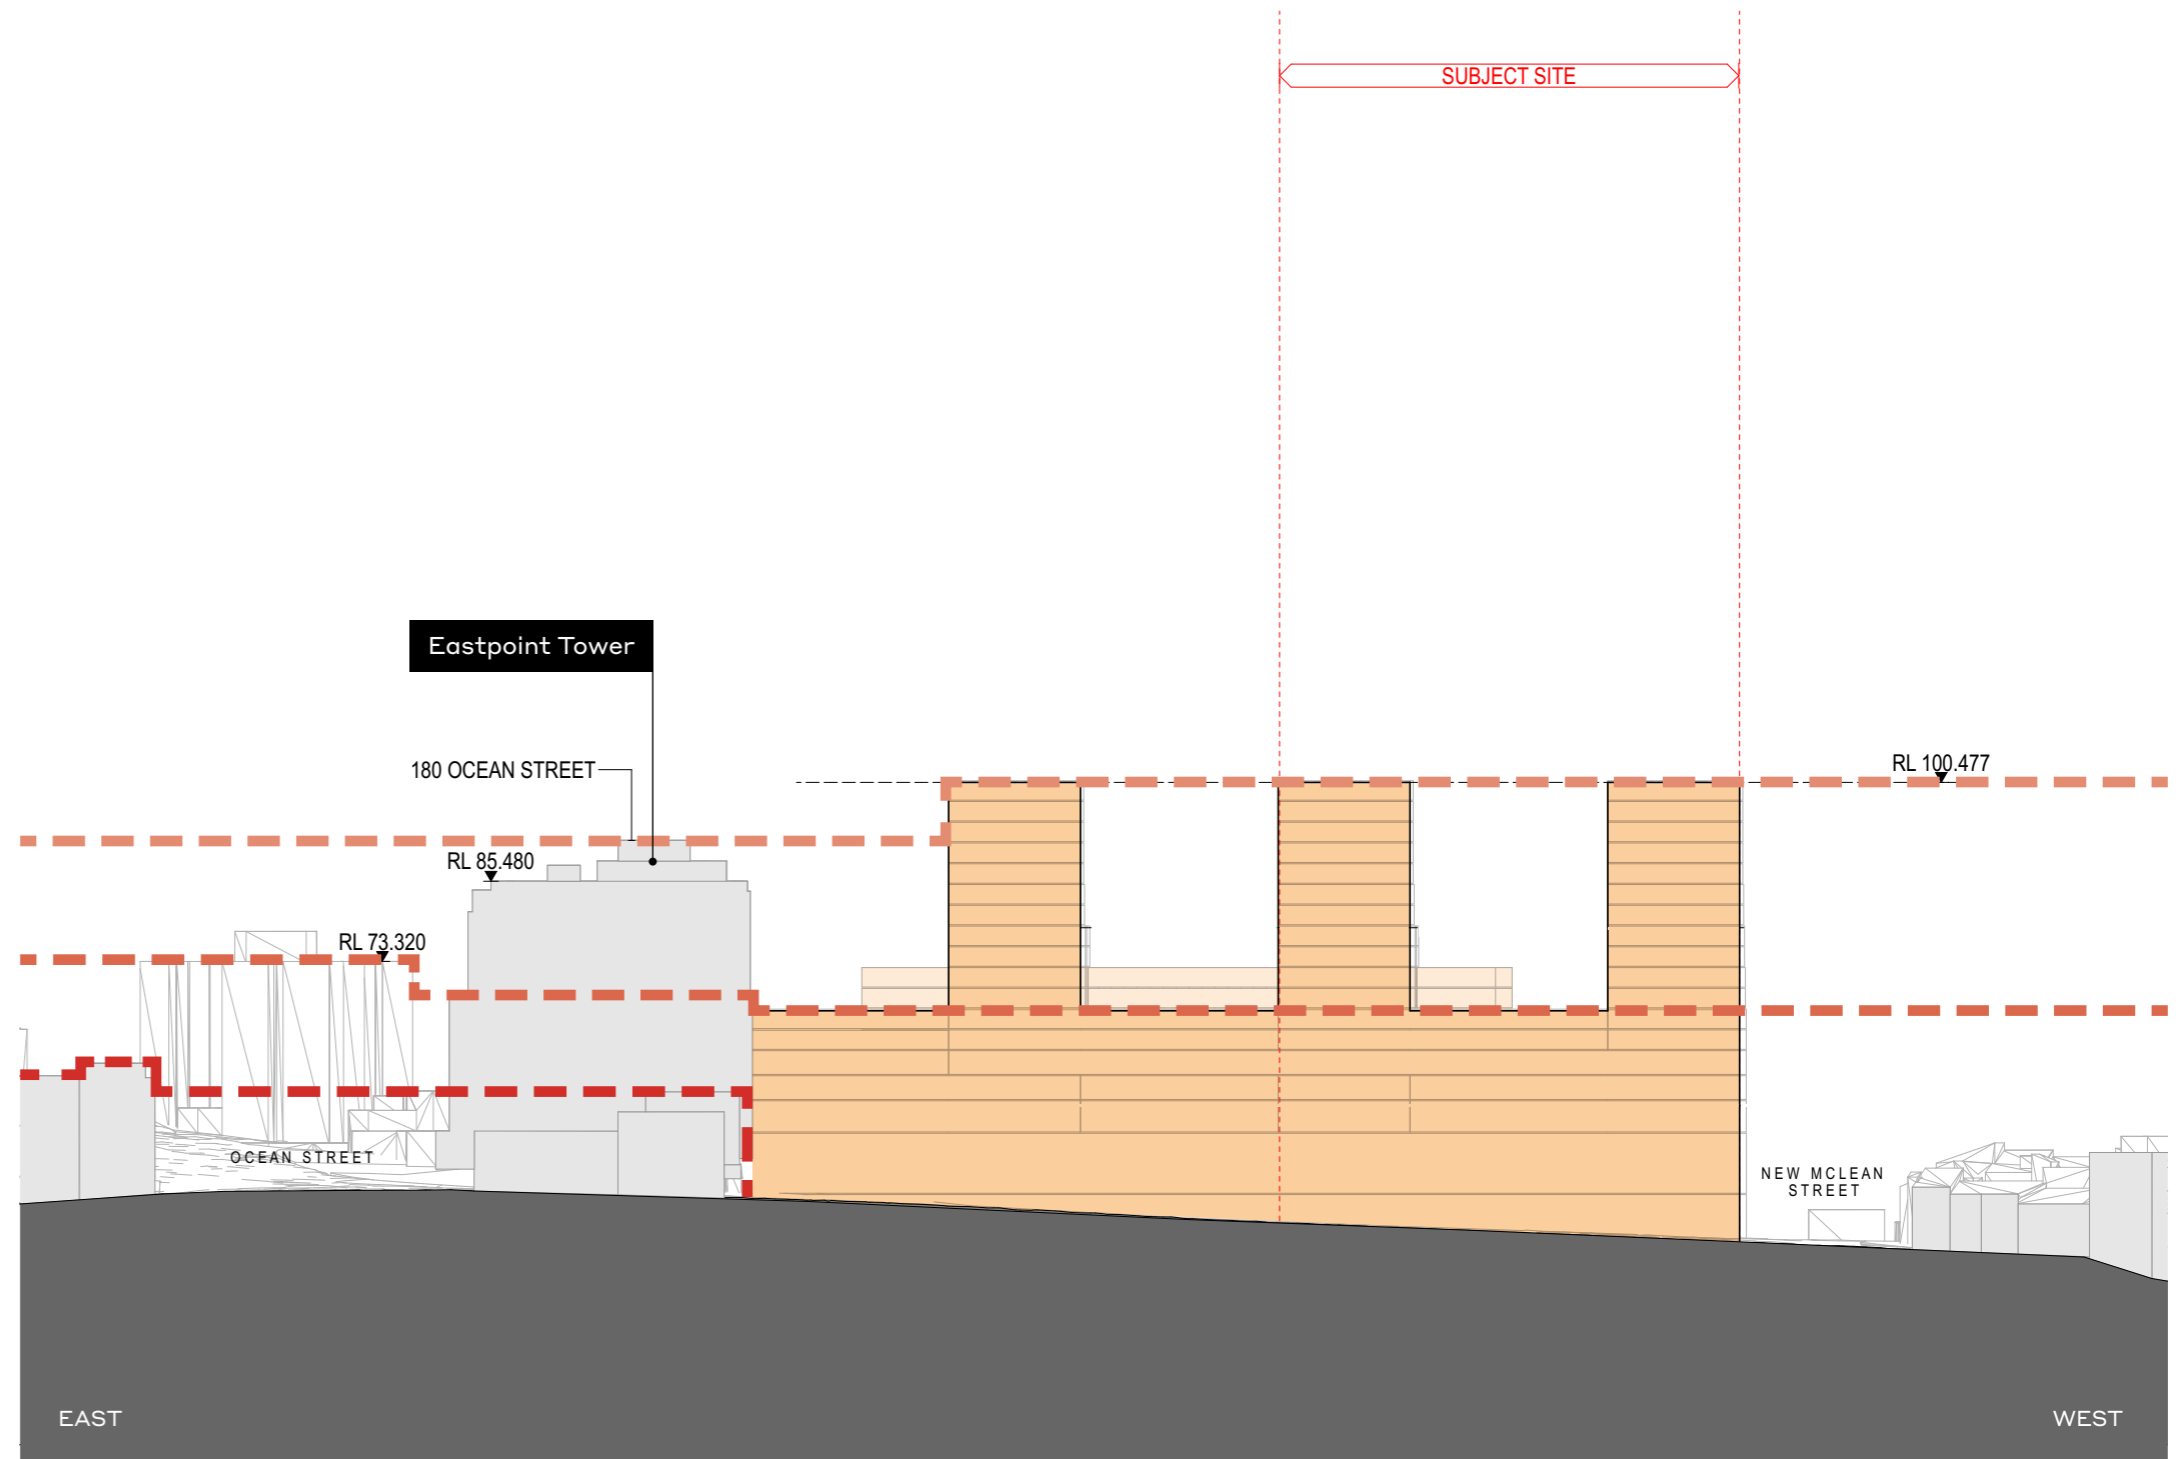 SUBJECT SITE
Eastpoint Tower
180 OCEAN STREET
RL 100.477
RL 85.480
RL 73.320
OCEAN STREET
NEW MCLEAN
STREET
EAST
WEST